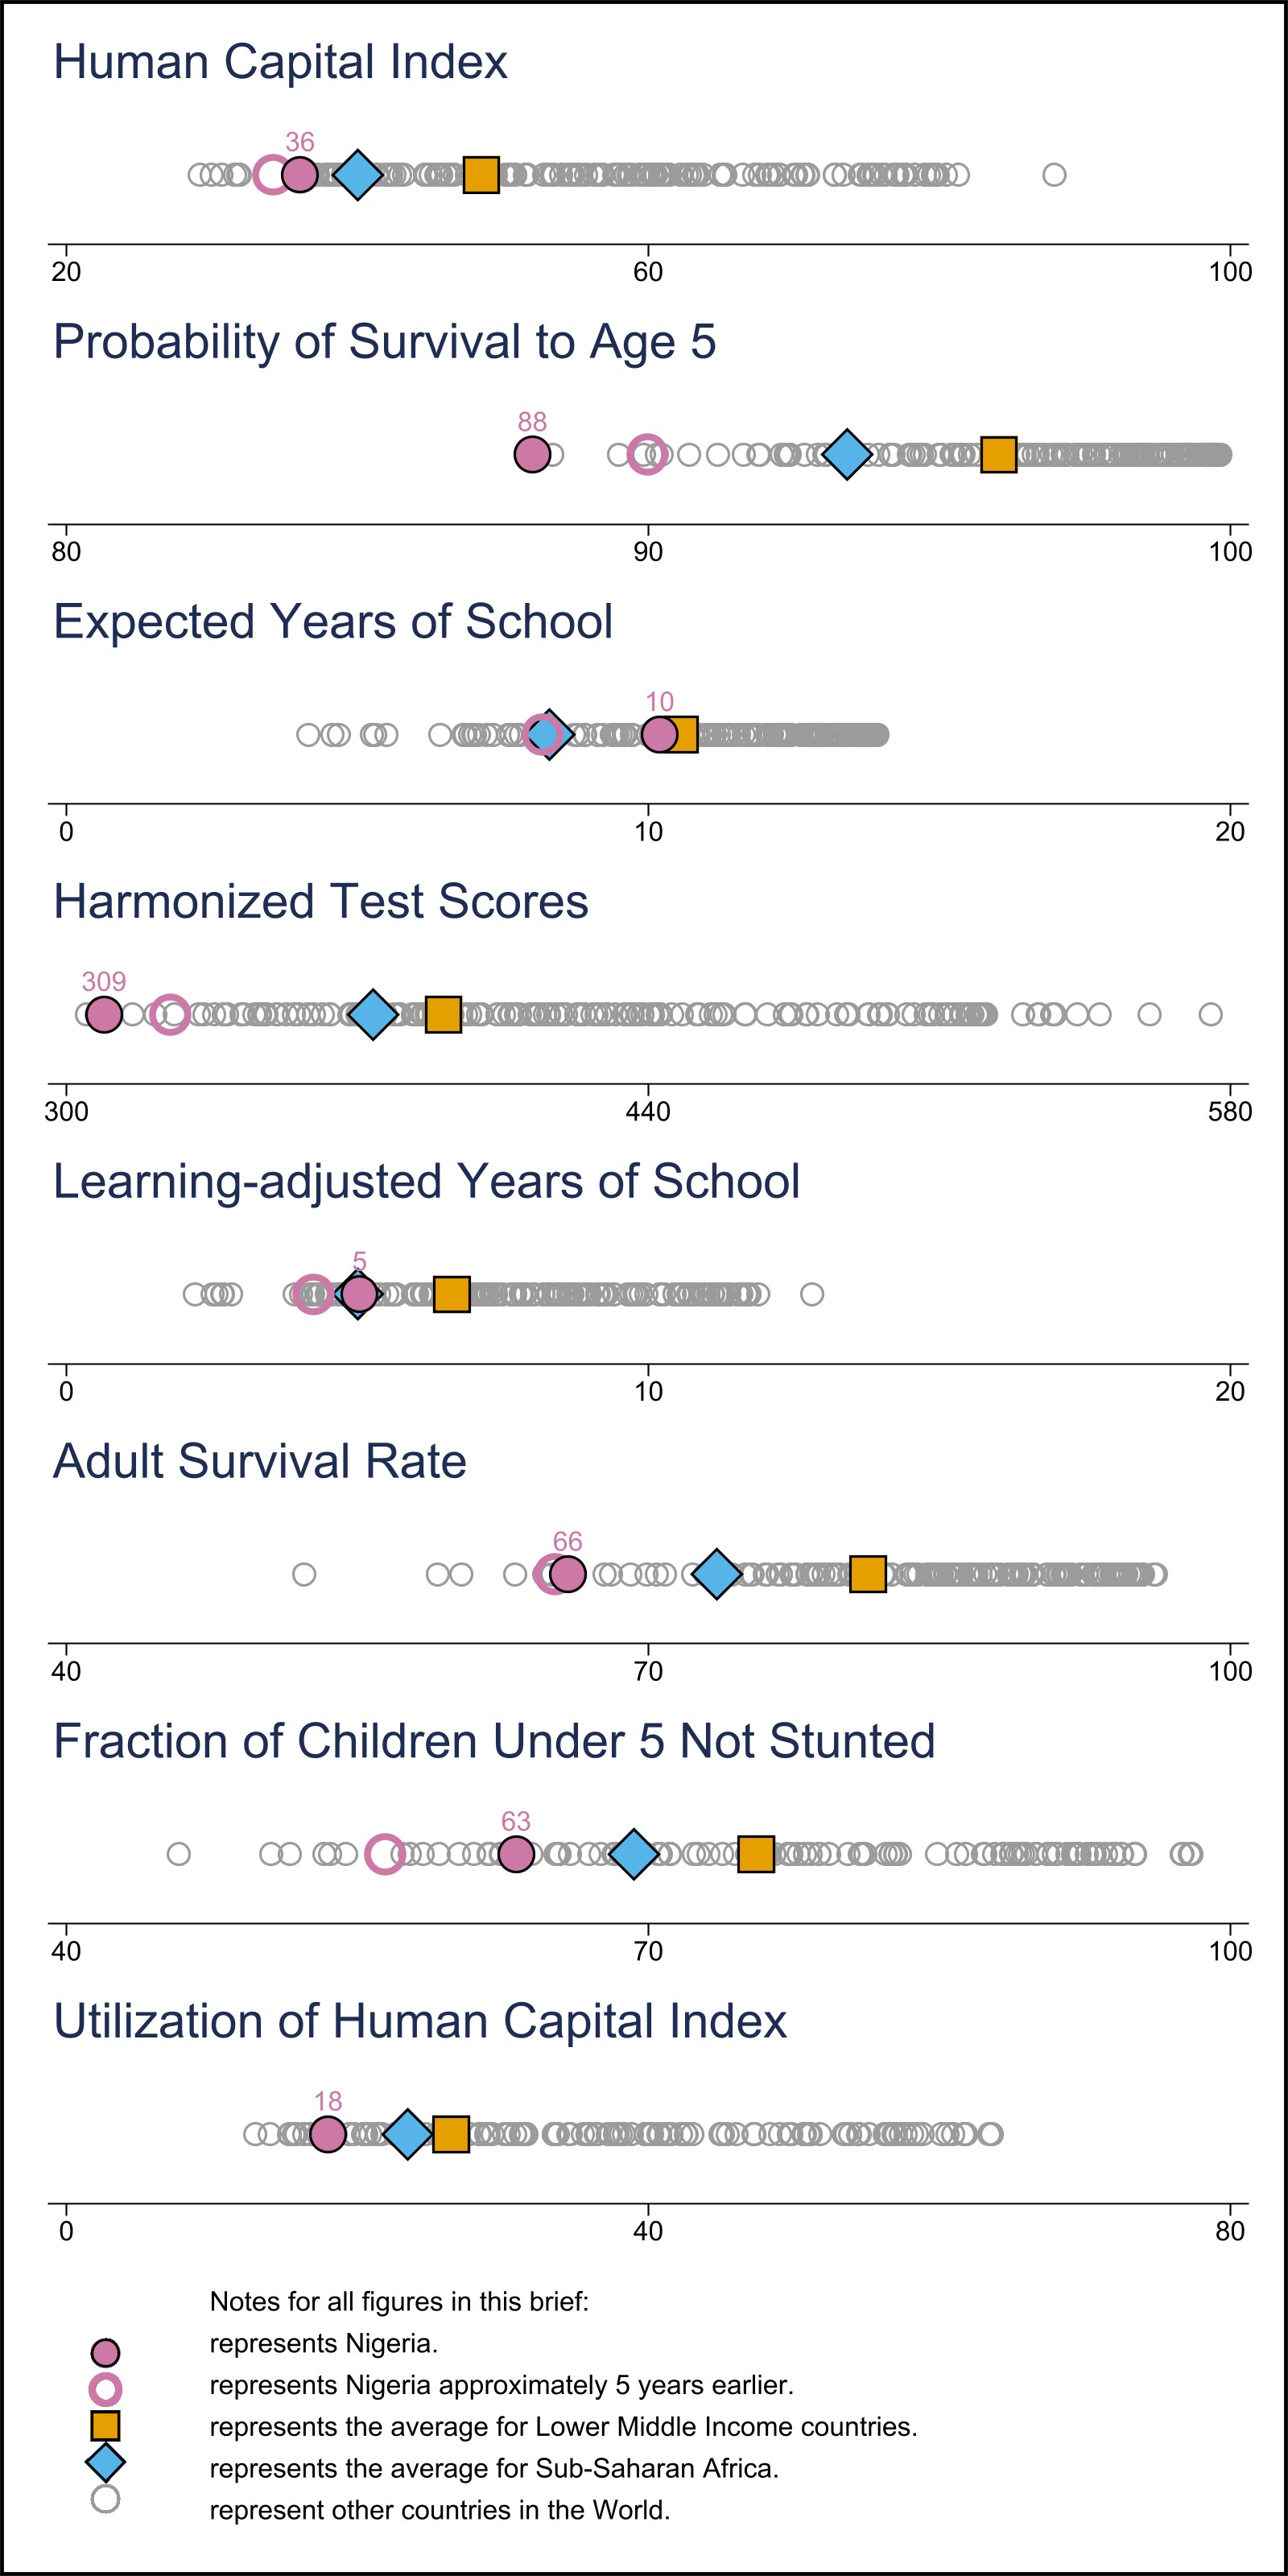 Human Capital Index
36
20 60 100
Probability of Survival to Age 5
88
80 90 100
Expected Years of School
10
0 10 20
Harmonized Test Scores
309
300 440 580
Learning-adjusted Years of School
5
0 10 20
Adult Survival Rate
66
40 70 100
Fraction of Children Under 5 Not Stunted
63
40 70 100
Utilization of Human Capital Index
18
0 40 80
Notes for all figures in this brief:
represents Nigeria.
represents Nigeria approximately 5 years earlier.
represents the average for Lower Middle Income countries.
represents the average for Sub-Saharan Africa.
represent other countries in the World.